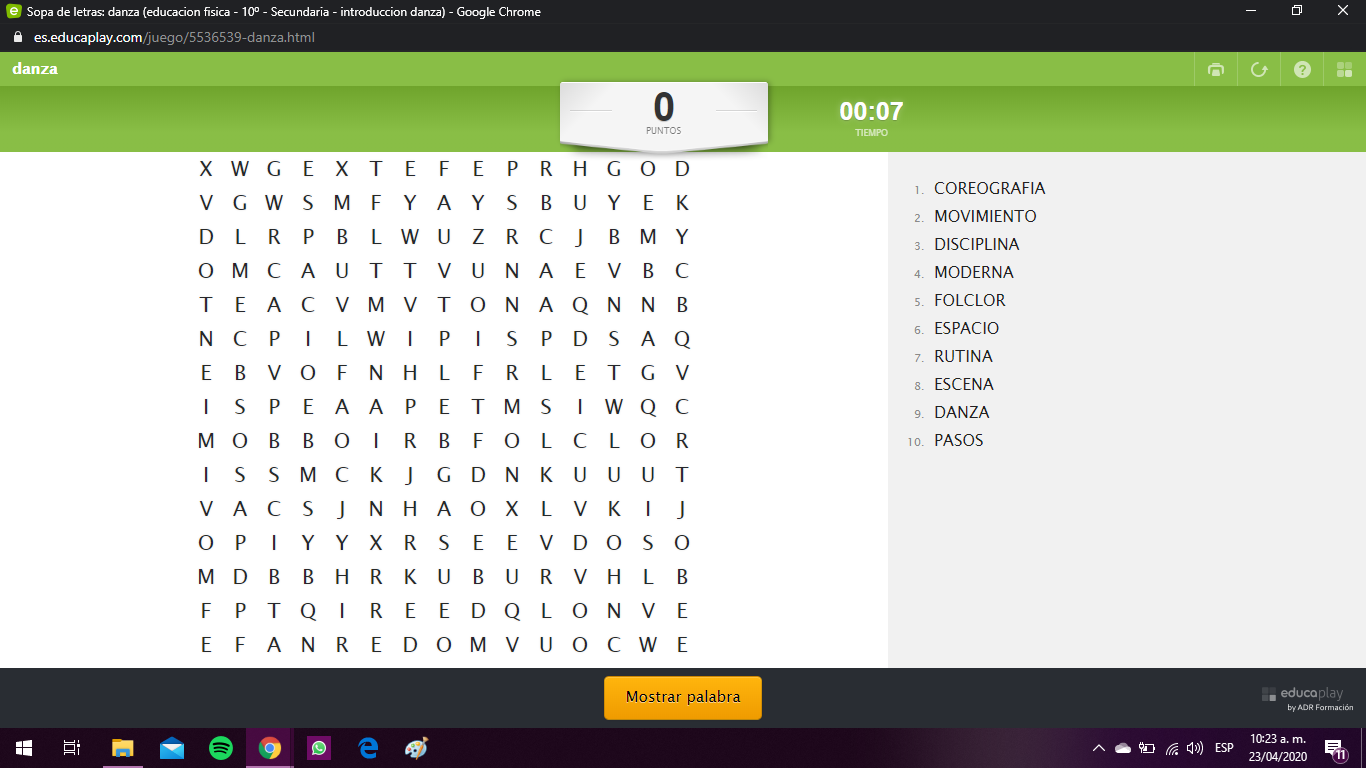 Sopa de letras: danza (educacion fisica - 10º - Secundaria - introduccion danza) - Google Chrome
es.educaplay.com/juego/5536539-danza.html
danza
0
PUNTOS
00:07
TIEMPO
X W G E X T E F E P R H G O D
V G W S M F Y A Y S B U Y E K
D L R P B L W U Z R C J B M Y
O M C A U T T V U N A E V B C
T E A C V M V T O N A Q N N B
N C P I L W I P I S P D S A Q
E B V O F N H L F R L E T G V
I S P E A A P E T M S I W Q C
M O B B O I R B F O L C L O R
I S S M C K J G D N K U U U T
V A C S J N H A O X L V K I J
O P I Y Y X R S E E V D O S O
M D B B H R K U B U R V H L B
F P T Q I R E E D Q L O N V E
E F A N R E D O M V U O C W E
1. COREOGRAFIA
2. MOVIMIENTO
3. DISCIPLINA
4. MODERNA
5. FOLCLOR
6. ESPACIO
7. RUTINA
8. ESCENA
9. DANZA
10. PASOS
Mostrar palabra
educaplay
by ADR Formación
ESP
10:23 a. m.
23/04/2020
11